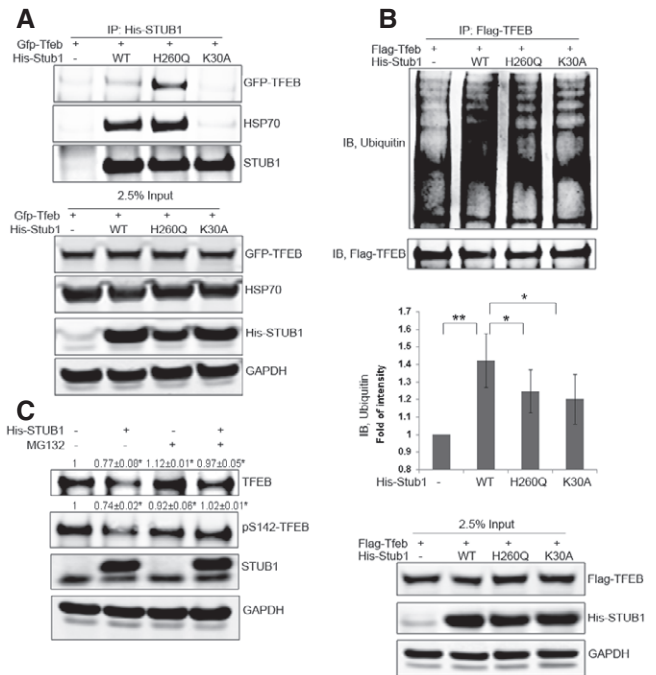 A
IP: His-STUB1
Gfp-Tfeb + + + +
His-Stub1 - WT H260Q K30A
GFP-TFEB
HSP70
STUB1
2.5% Input
Gfp-Tfeb + + + +
His-Stub1 - WT H260Q K30A
GFP-TFEB
HSP70
His-STUB1
GAPDH
B
IP: Flag-TFEB
Flag-Tfeb + + + +
His-Stub1 - WT H260Q K30A
IB, Ubiquitin
IB, Flag-TFEB
IB, Ubiquitin
Fold of intensity
1.7
1.6
1.5
1.4
1.3
1.2
1.1
1
0.9
0.8
** * *
His-Stub1 - WT H260Q K30A
2.5% Input
Flag-Tfeb + + + +
His-Stub1 - WT H260Q K30A
Flag-TFEB
His-STUB1
GAPDH
C
His-STUB1 - + - +
MG132 - - + +
1 0.77±0.08* 1.12±0.01* 0.97±0.05*
TFEB
1 0.74±0.02* 0.92±0.06* 1.02±0.01*
pS142-TFEB
STUB1
GAPDH